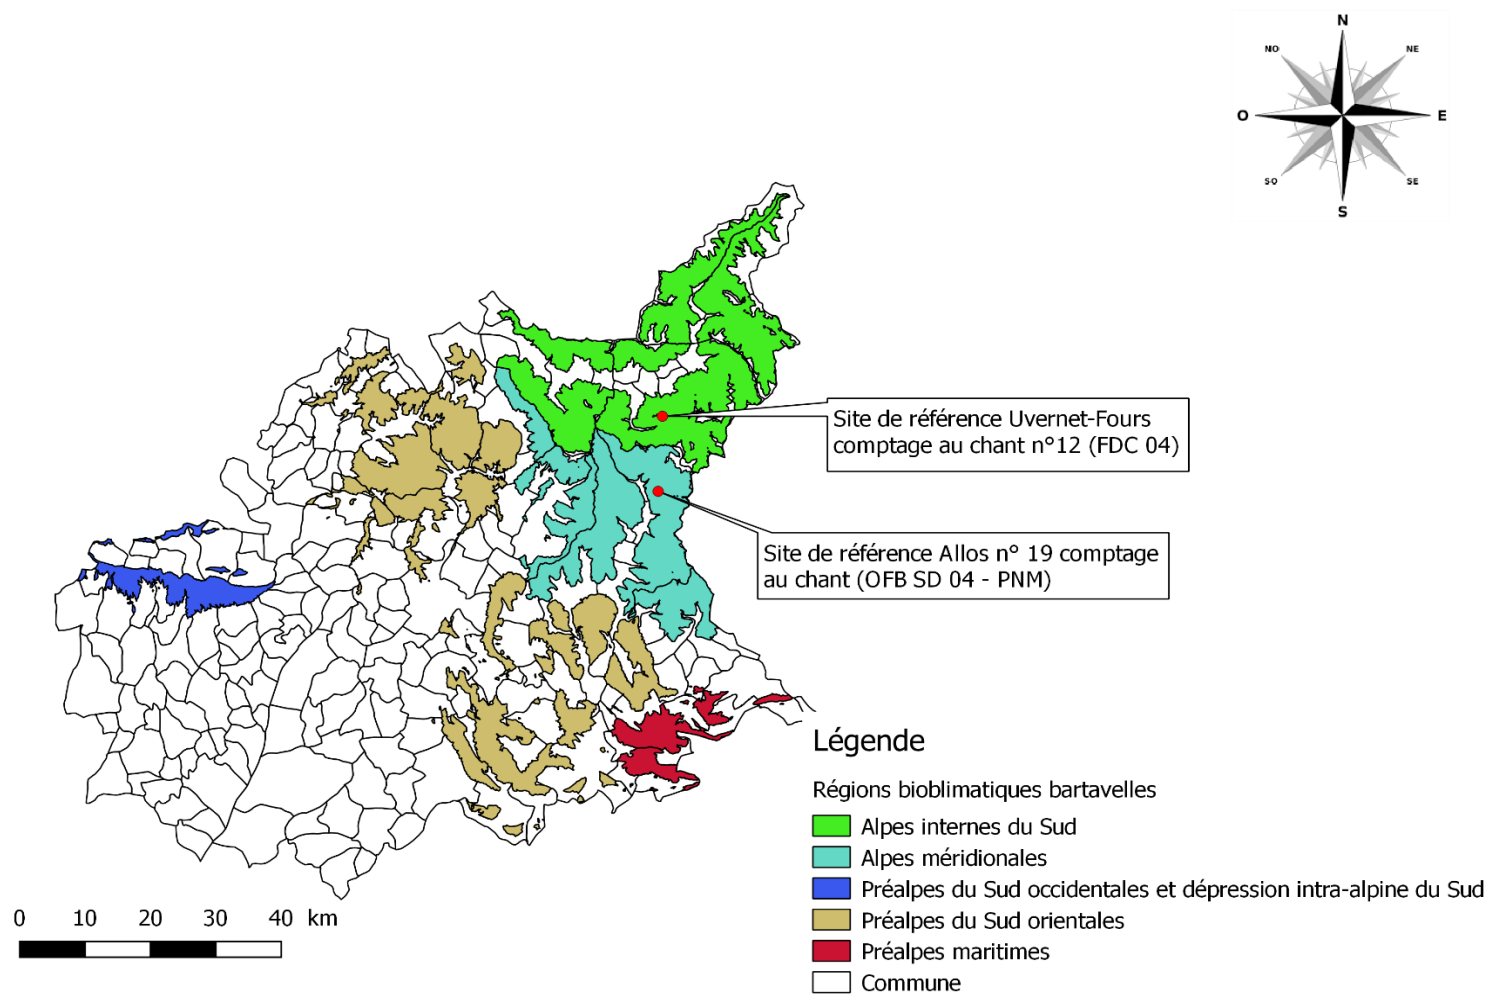 N
NO
NE
O
E
SO
SE
S
Site de référence Uvernet-Fours
comptage au chant n°12 (FDC 04)
Site de référence Allos n° 19 comptage
au chant (OFB SD 04 - PNM)
Légende
Régions bioblimatiques bartavelles
Alpes internes du Sud
Alpes méridionales
Préalpes du Sud occidentales et dépression intra-alpine du Sud
Préalpes du Sud orientales
Préalpes maritimes
Commune
0 10 20 30 40 km